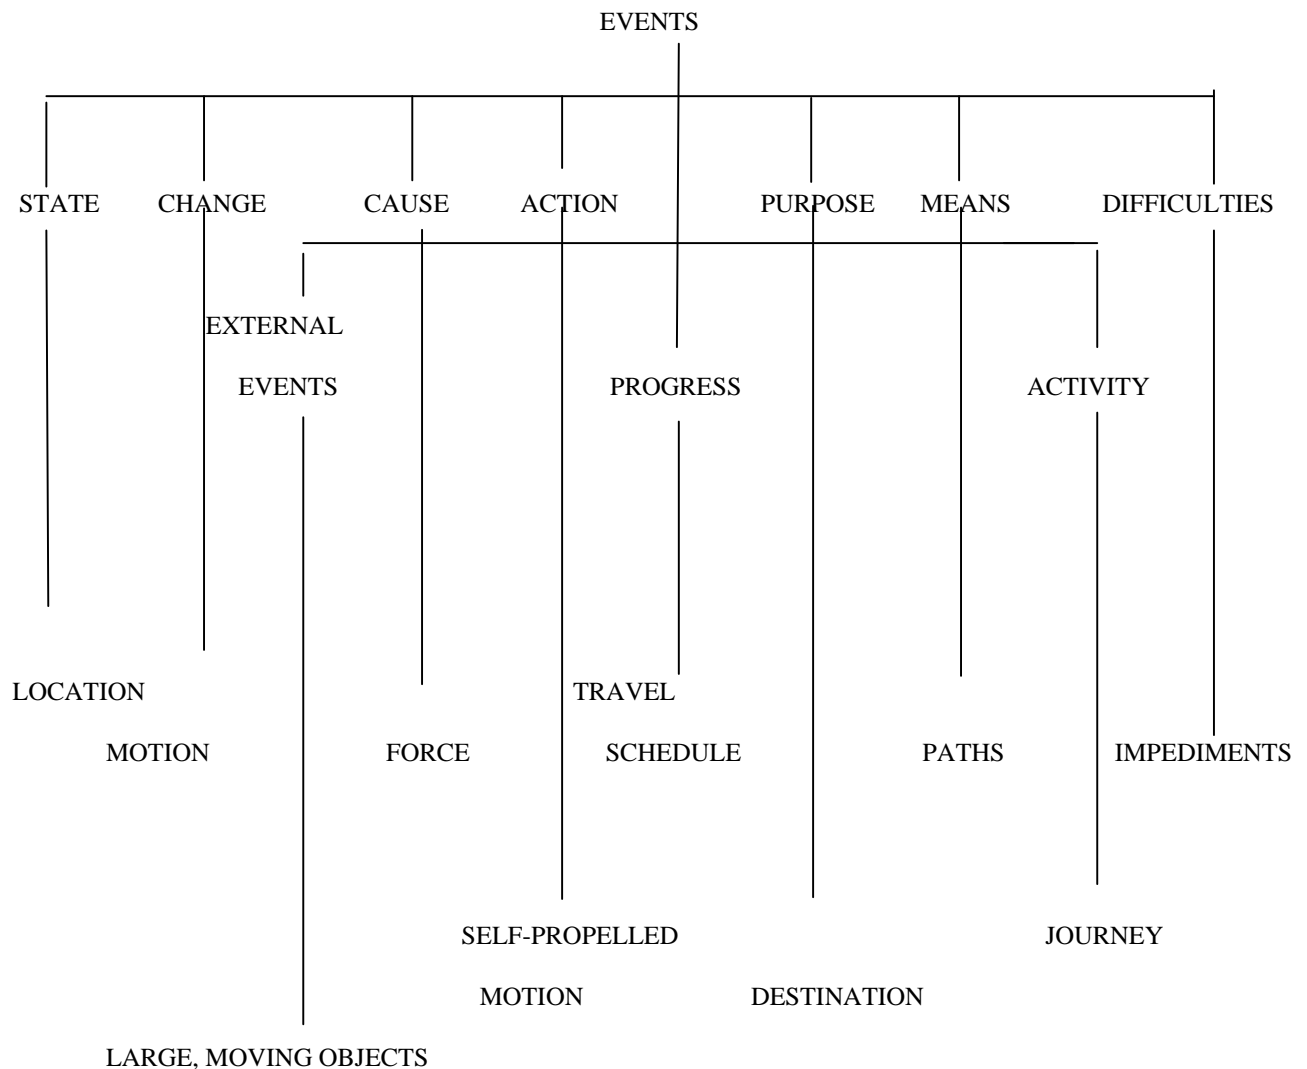 EVENTS
STATE CHANGE CAUSE ACTION PURPOSE MEANS DIFFICULTIES
EXTERNAL
EVENTS PROGRESS ACTIVITY
LOCATION TRAVEL
MOTION FORCE SCHEDULE PATHS IMPEDIMENTS
SELF-PROPELLED JOURNEY
MOTION DESTINATION
LARGE, MOVING OBJECTS